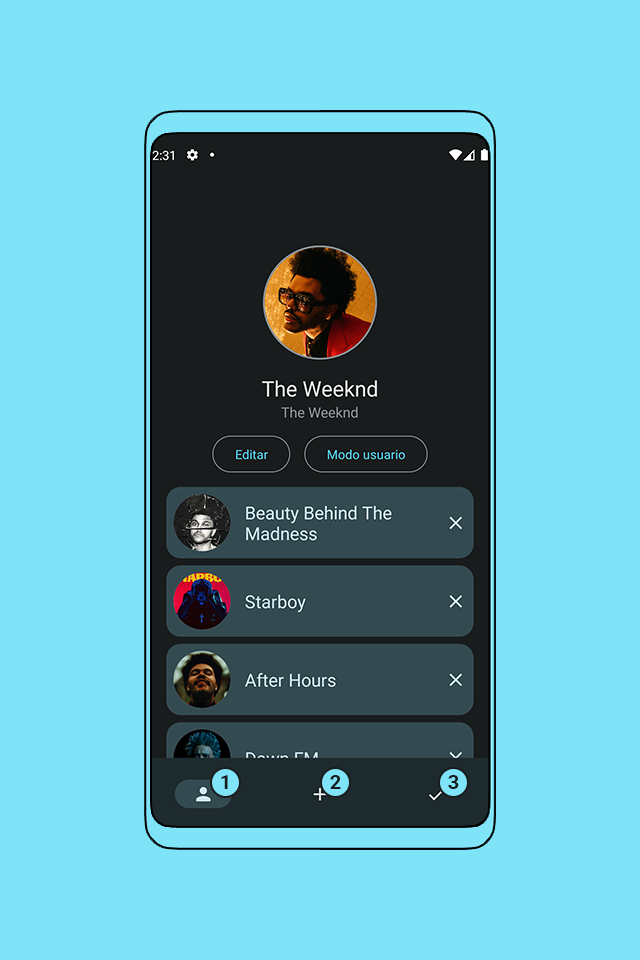 2:31
The Weeknd
The Weeknd
Editar
Modo usuario
Beauty Behind The
Madness
Starboy
After Hours
Dawn FM
1
2
3